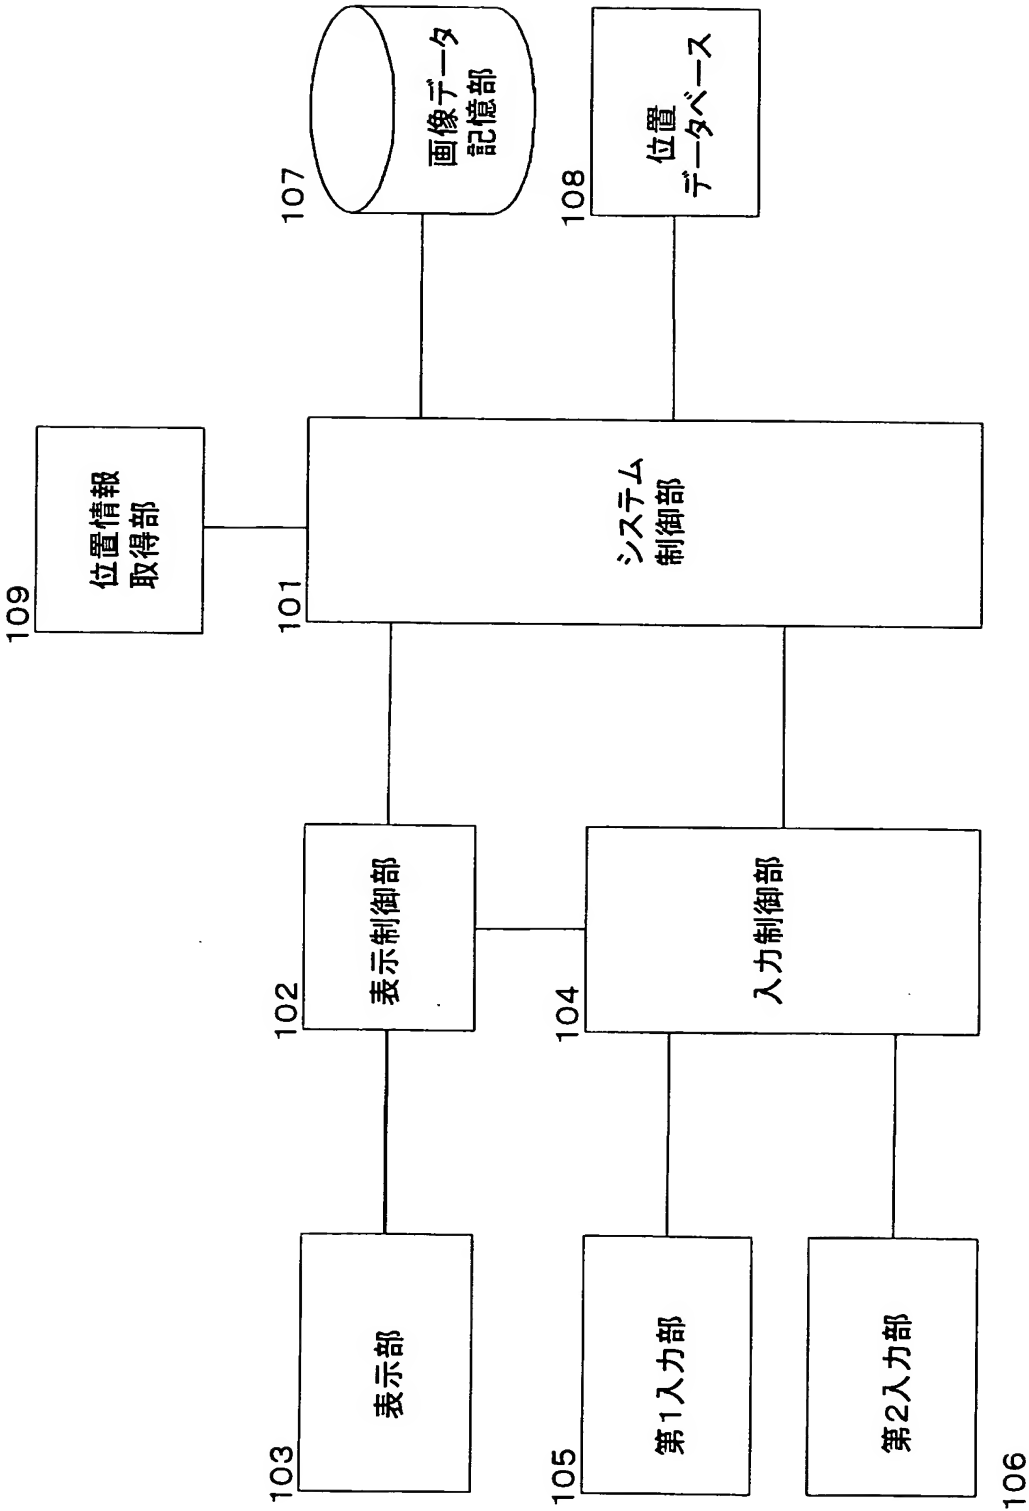 109
位置情報
取得部
103
表示部
102
表示制御部
101
システム
制御部
107
画像データ
記憶部
105
第1入力部
104
入力制御部
108
位置
データベース
106
第2入力部